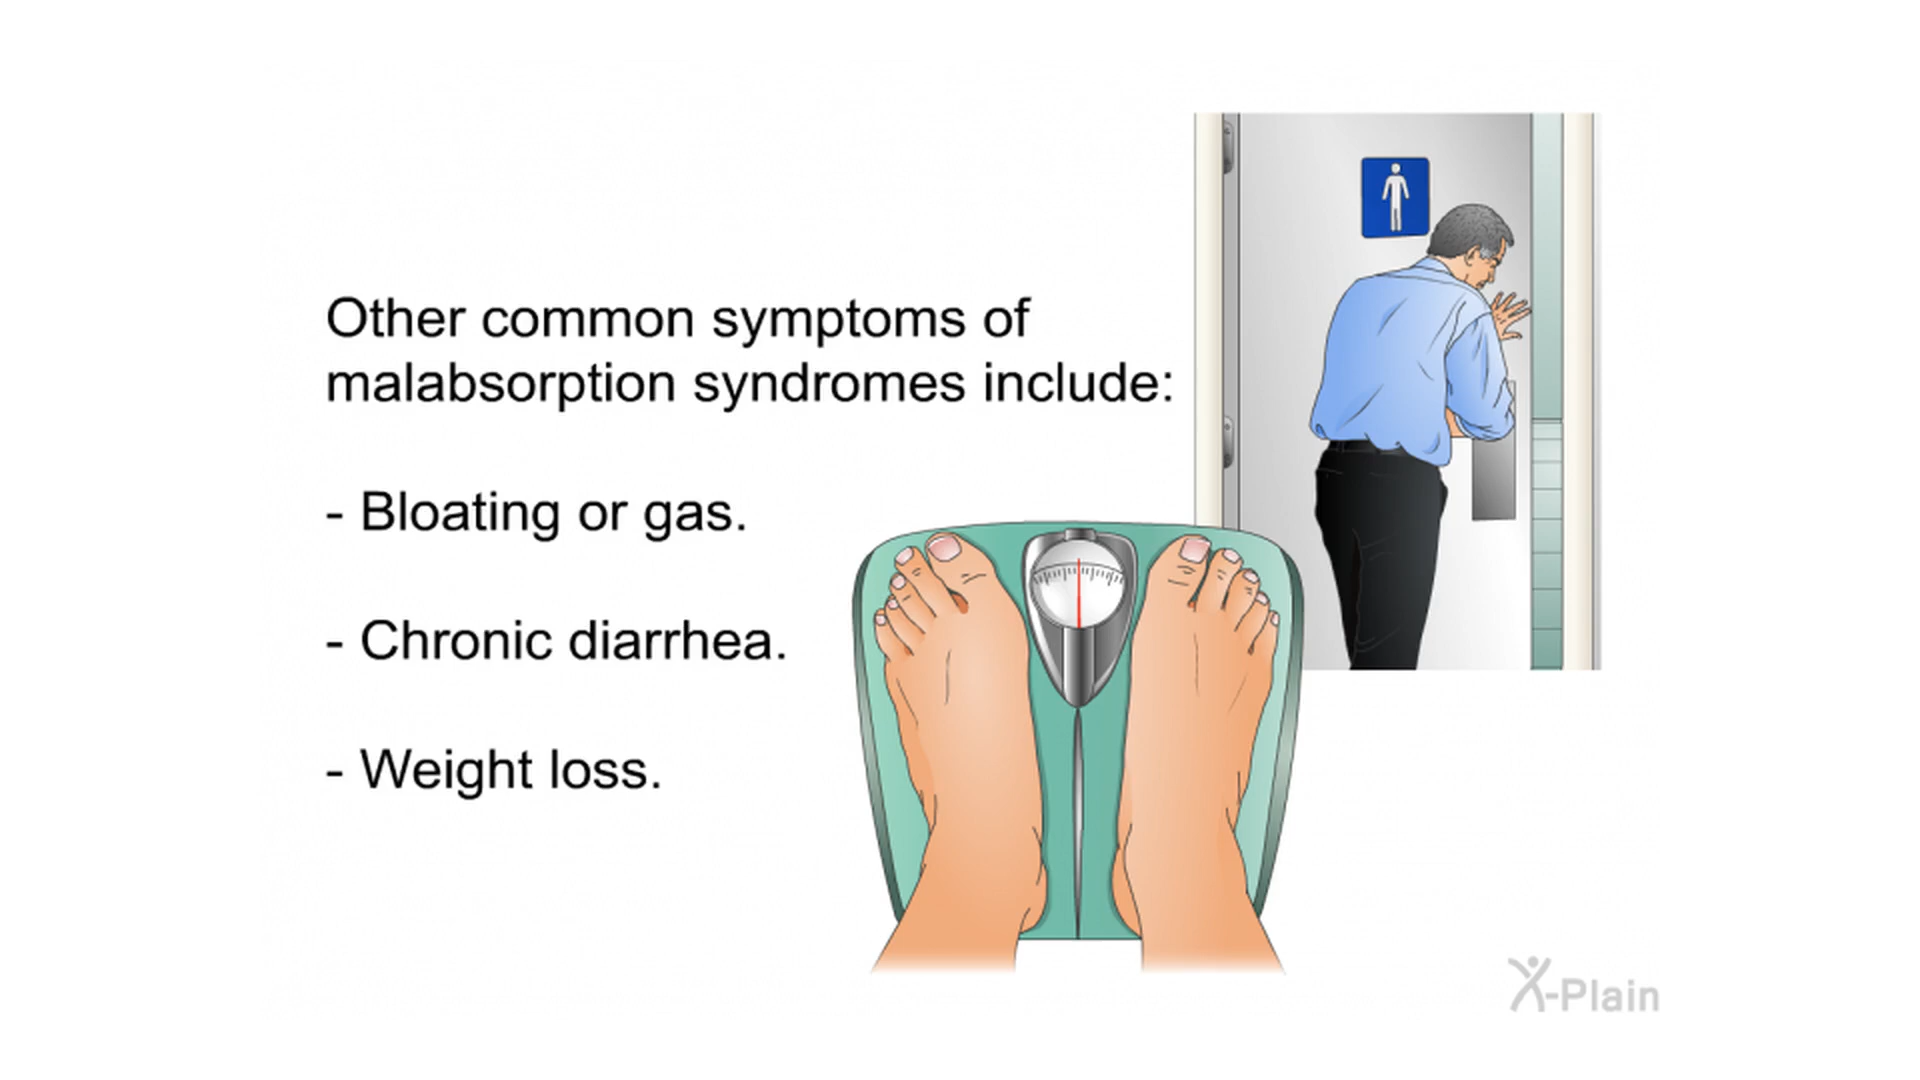 Other common symptoms of
malabsorption syndromes include:
- Bloating or gas.
- Chronic diarrhea.
- Weight loss.
X-Plain